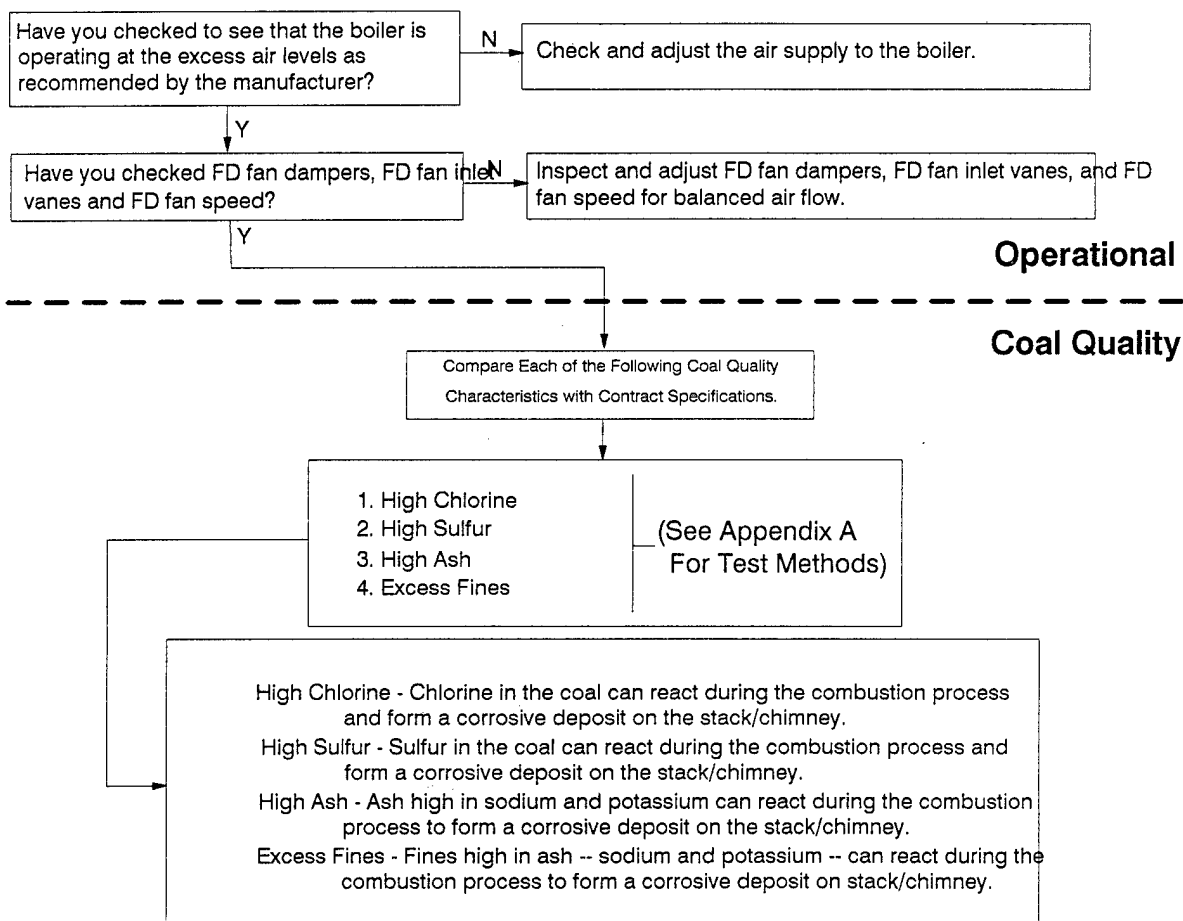 Have you checked to see that the boiler is
operating at the excess air levels as
recommended by the manufacturer?
N
Check and adjust the air supply to the boiler.
Y
Have you checked FD fan dampers, FD fan inlet
vanes and FD fan speed?
N
Inspect and adjust FD fan dampers, FD fan inlet vanes, and FD
fan speed for balanced air flow.
Y
Operational
Coal Quality
Compare Each of the Following Coal Quality
Characteristics with Contract Specifications.
1. High Chlorine
2. High Sulfur
3. High Ash
4. Excess Fines
(See Appendix A
For Test Methods)
High Chlorine - Chlorine in the coal can react during the combustion process
and form a corrosive deposit on the stack/chimney.
High Sulfur - Sulfur in the coal can react during the combustion process and
form a corrosive deposit on the stack/chimney.
High Ash - Ash high in sodium and potassium can react during the combustion
process to form a corrosive deposit on the stack/chimney.
Excess Fines - Fines high in ash -- sodium and potassium -- can react during the
combustion process to form a corrosive deposit on stack/chimney.